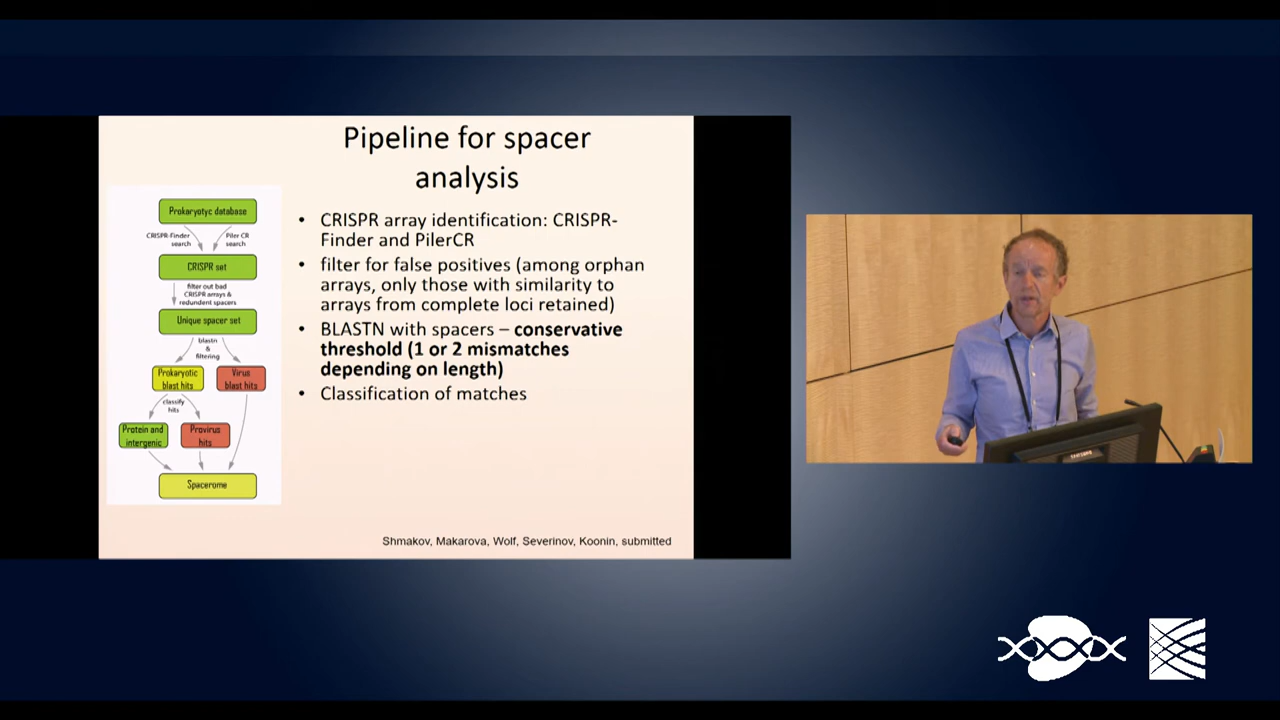 Pipeline for spacer
analysis
Prokaryotyc database
CRISPR-Finder
search
Piler CR
search
CRISPR set
filter out bad
CRISPR arrays &
redundent spacers
Unique spacer set
blastn
&
filtering
Prokaryotic
blast hits
Virus
blast hits
classify
hits
Protein and
intergenic
Provirus
hits
Spacerome
• CRISPR array identification: CRISPR-
Finder and PilerCR
• filter for false positives (among orphan
arrays, only those with similarity to
arrays from complete loci retained)
• BLASTN with spacers – conservative
threshold (1 or 2 mismatches
depending on length)
• Classification of matches
Shmakov, Makarova, Wolf, Severinov, Koonin, submitted
SAMSUNG